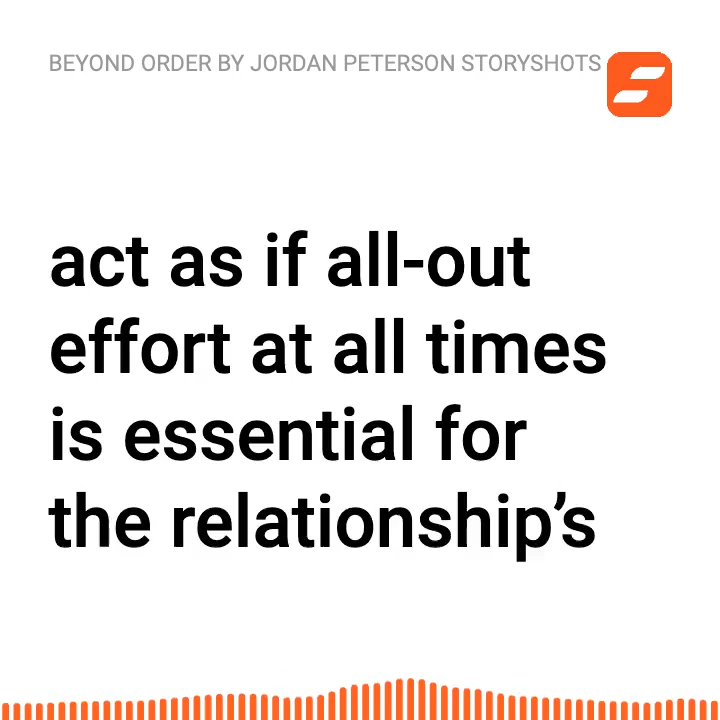 BEYOND ORDER BY JORDAN PETERSON STORYSHOTS
act as if all-out
effort at all times
is essential for
the relationship’s